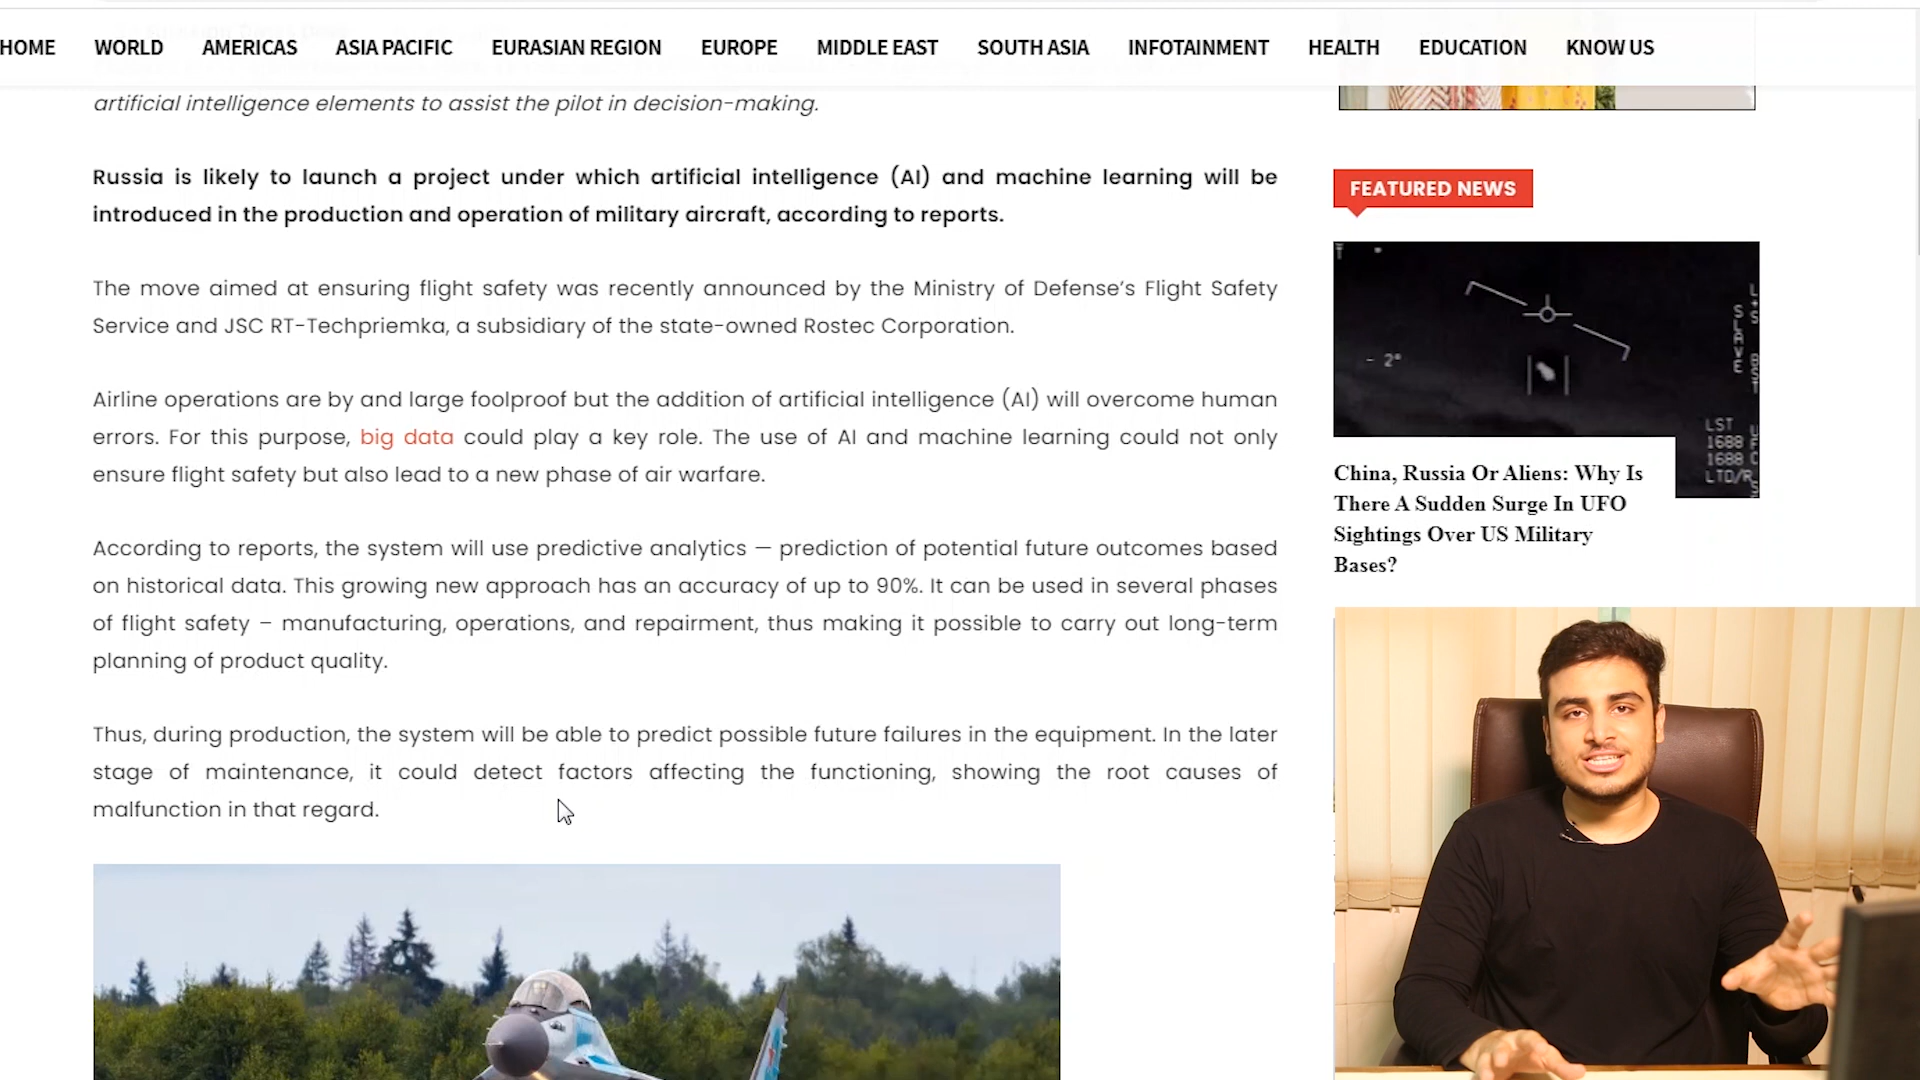 HOME WORLD AMERICAS ASIA PACIFIC EURASIAN REGION EUROPE MIDDLE EAST SOUTH ASIA INFOTAINMENT HEALTH EDUCATION KNOW US
artificial intelligence elements to assist the pilot in decision-making.
Russia is likely to launch a project under which artificial intelligence (AI) and machine learning will be
introduced in the production and operation of military aircraft, according to reports.
The move aimed at ensuring flight safety was recently announced by the Ministry of Defense’s Flight Safety
Service and JSC RT-Techpriemka, a subsidiary of the state-owned Rostec Corporation.
Airline operations are by and large foolproof but the addition of artificial intelligence (AI) will overcome human
errors. For this purpose, big data could play a key role. The use of AI and machine learning could not only
ensure flight safety but also lead to a new phase of air warfare.
According to reports, the system will use predictive analytics — prediction of potential future outcomes based
on historical data. This growing new approach has an accuracy of up to 90%. It can be used in several phases
of flight safety – manufacturing, operations, and repairment, thus making it possible to carry out long-term
planning of product quality.
Thus, during production, the system will be able to predict possible future failures in the equipment. In the later
stage of maintenance, it could detect factors affecting the functioning, showing the root causes of
malfunction in that regard.
FEATURED NEWS
- 2°
SLAVE
LST
1688
1688
LTD/R
China, Russia Or Aliens: Why Is
There A Sudden Surge In UFO
Sightings Over US Military
Bases?